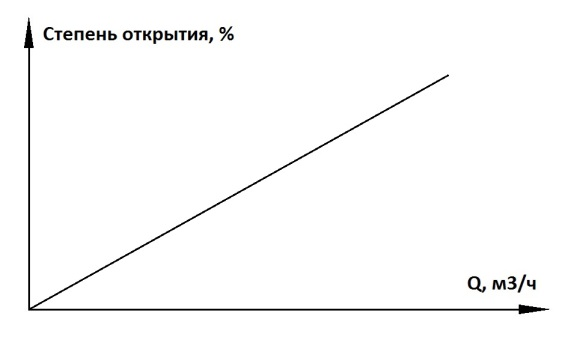 Степень открытия, %
Q, м3/ч